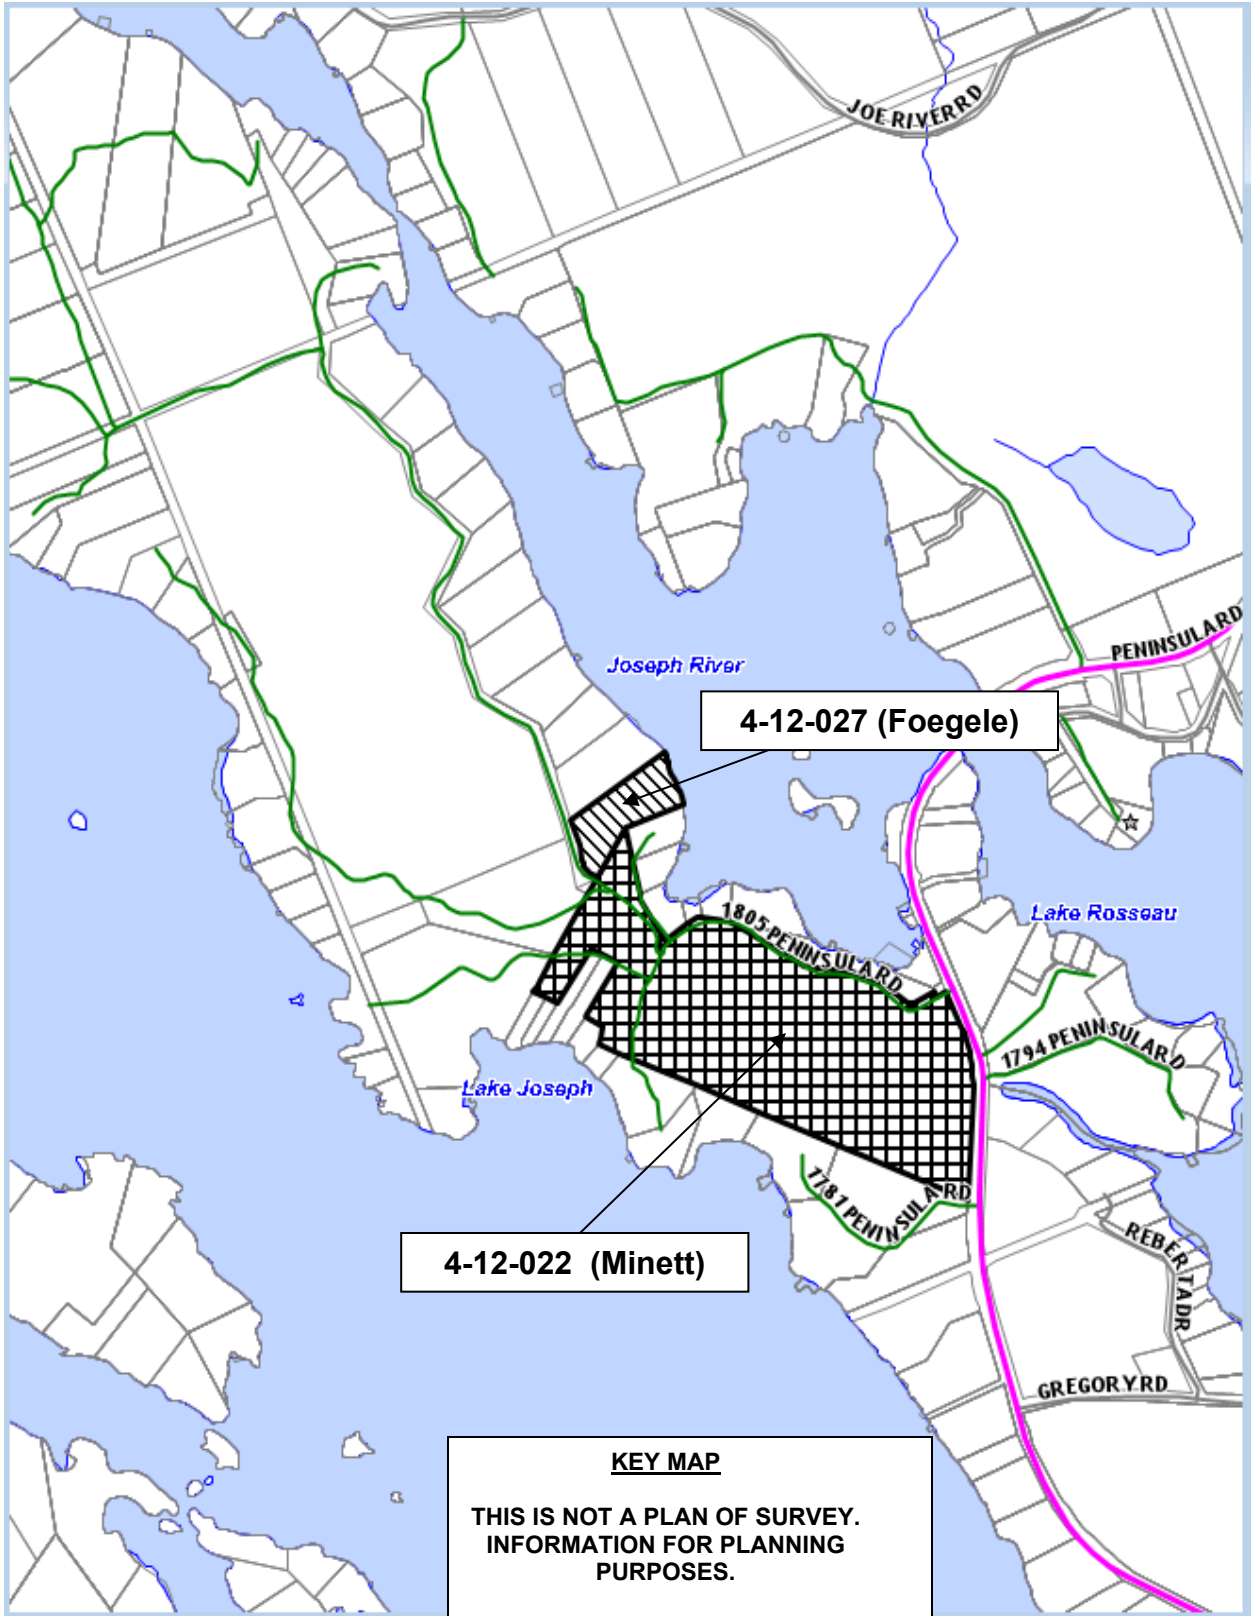 JOE RIVER RD
PENINSULA RD
Joseph River
4-12-027 (Foegele)
Lake Rosseau
1805 PENINSULA RD
1794 PENINSULA RD
Lake Joseph
1781 PENINSULA RD
4-12-022 (Minett)
REBERTA DR
GREGORY RD
KEY MAP
THIS IS NOT A PLAN OF SURVEY.
INFORMATION FOR PLANNING
PURPOSES.